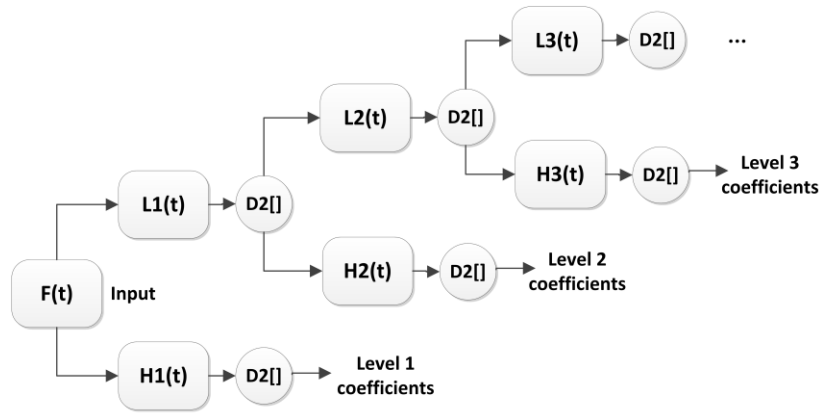 L3(t)
D2[]
...
L2(t)
D2[]
H3(t)
D2[]
Level 3
coefficients
L1(t)
D2[]
H2(t)
D2[]
Level 2
coefficients
F(t)
Input
H1(t)
D2[]
Level 1
coefficients